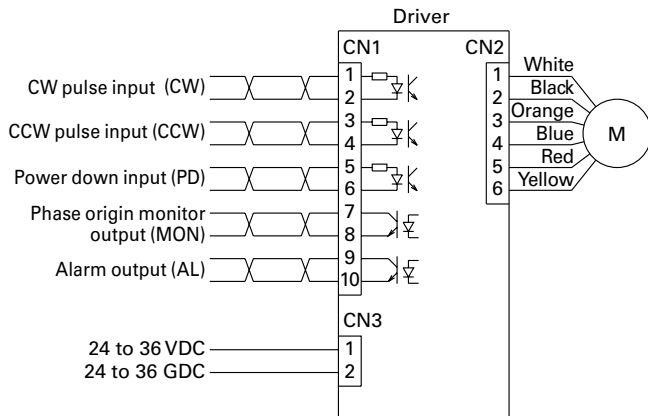 Driver
CN1
CN2
CW pulse input (CW)
1
2
CCW pulse input (CCW)
3
4
Power down input (PD)
5
6
Phase origin monitor
output (MON)
7
8
Alarm output (AL)
9
10
1 White
2 Black
3 Orange
4 Blue
5 Red
6 Yellow
M
CN3
24 to 36 VDC 1
24 to 36 GDC 2